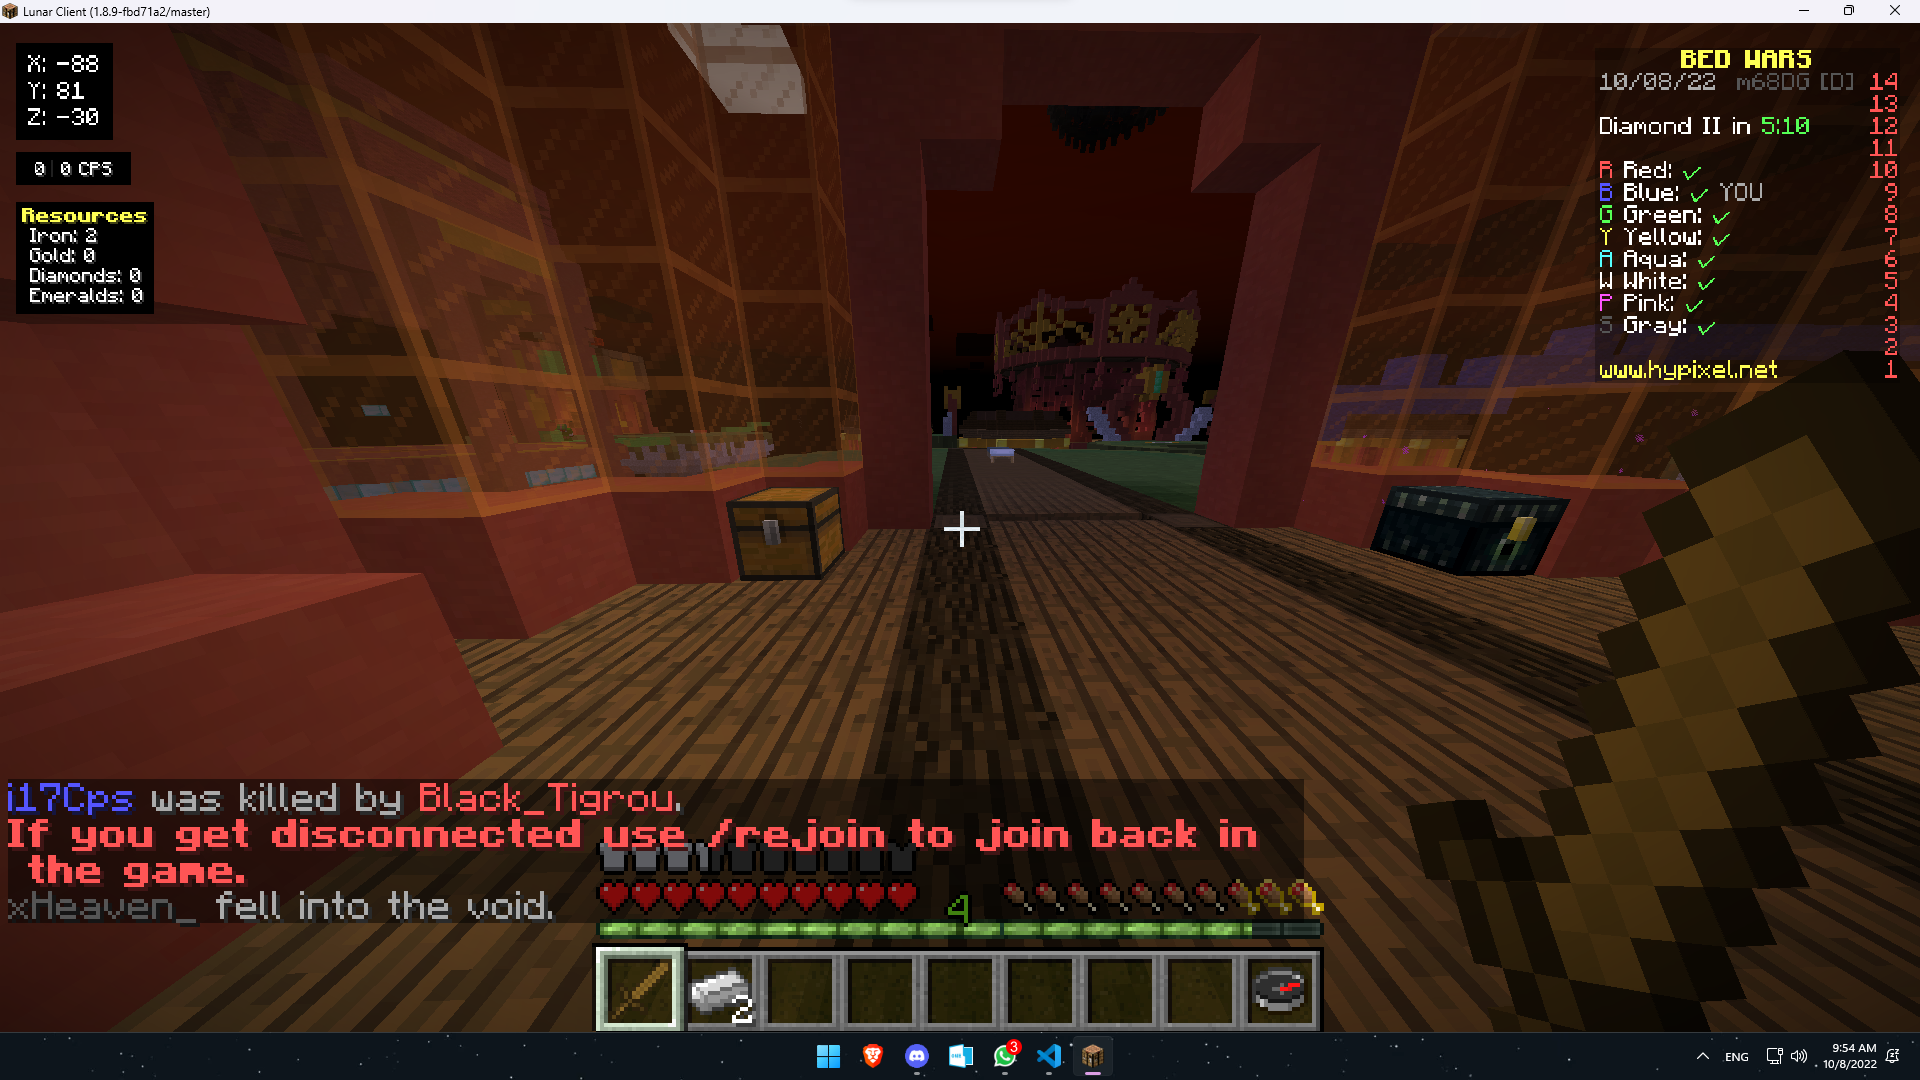 Lunar Client (1.8.9-fbd71a2/master)
X: -88
Y: 81
Z: -30
0 | 0 CPS
Resources
Iron: 2
Gold: 0
Diamonds: 0
Emeralds: 0
BED WARS
10/08/22 m68DG [D] 14
13
Diamond II in 5:10 12
11
R Red: ✓ 10
B Blue: ✓ YOU 9
G Green: ✓ 8
Y Yellow: ✓ 7
A Aqua: ✓ 6
W White: ✓ 5
P Pink: ✓ 4
S Gray: ✓ 3
2
www.hypixel.net 1
i17Cps was killed by Black_Tigrou.
If you get disconnected use /rejoin to join back in
the game.
xHeaven_ fell into the void.
4
2
3
ENG
9:54 AM
10/8/2022